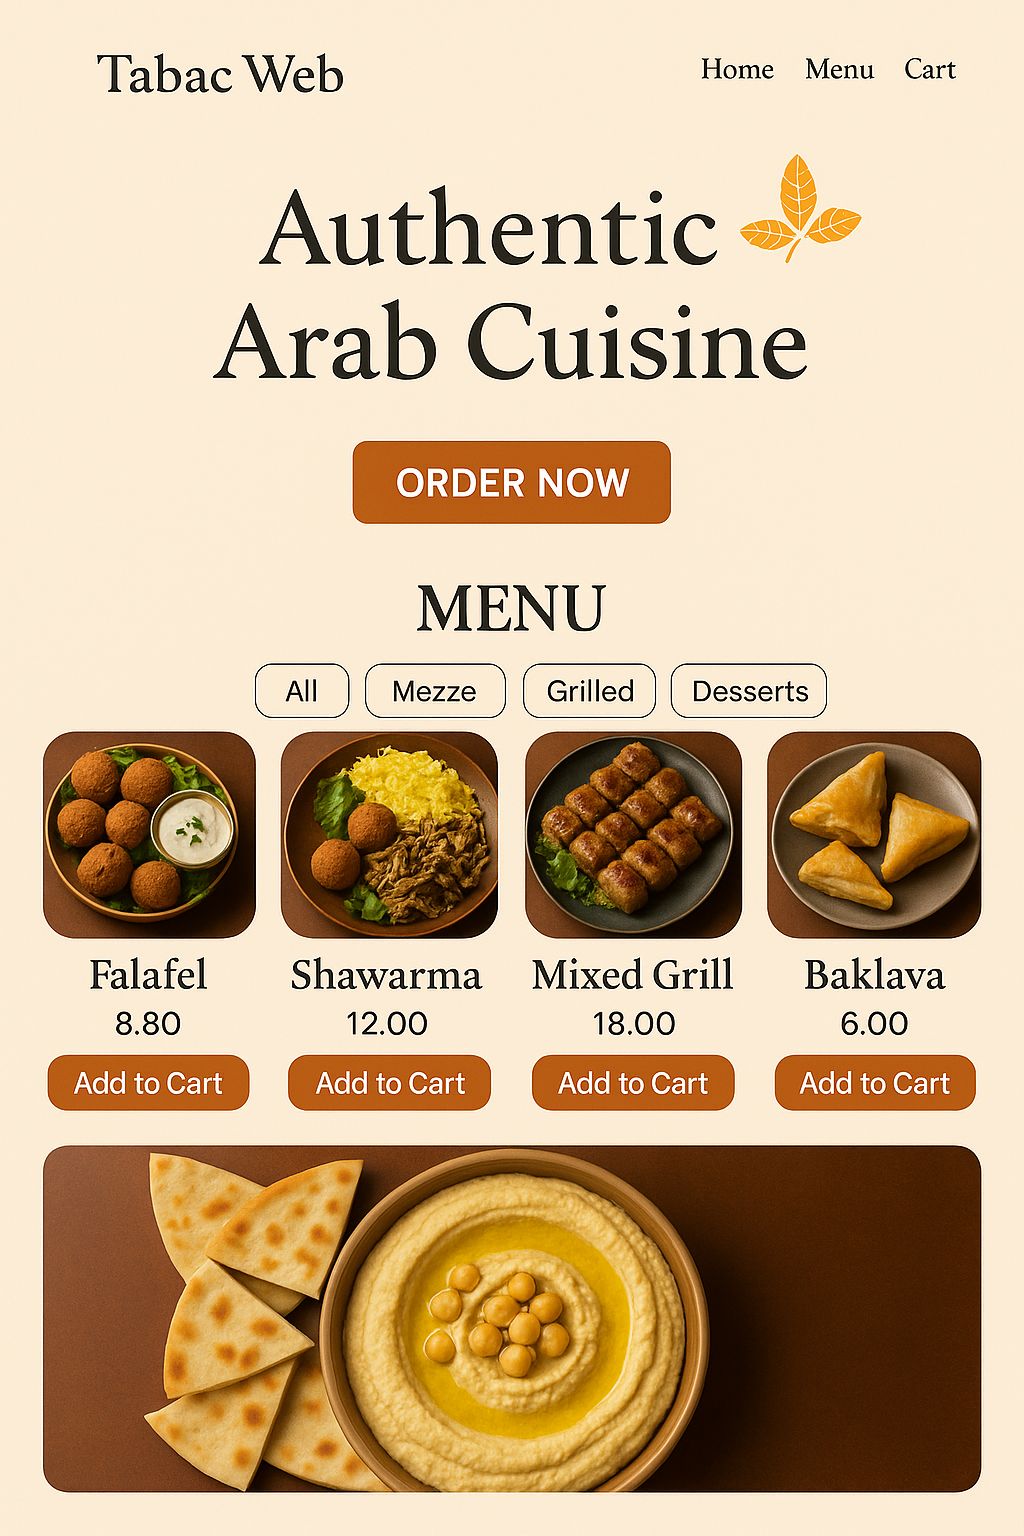 Tabac Web
Home Menu Cart
Authentic
Arab Cuisine
ORDER NOW
MENU
All Mezze Grilled Desserts
Falafel Shawarma Mixed Grill Baklava
8.80 12.00 18.00 6.00
Add to Cart Add to Cart Add to Cart Add to Cart